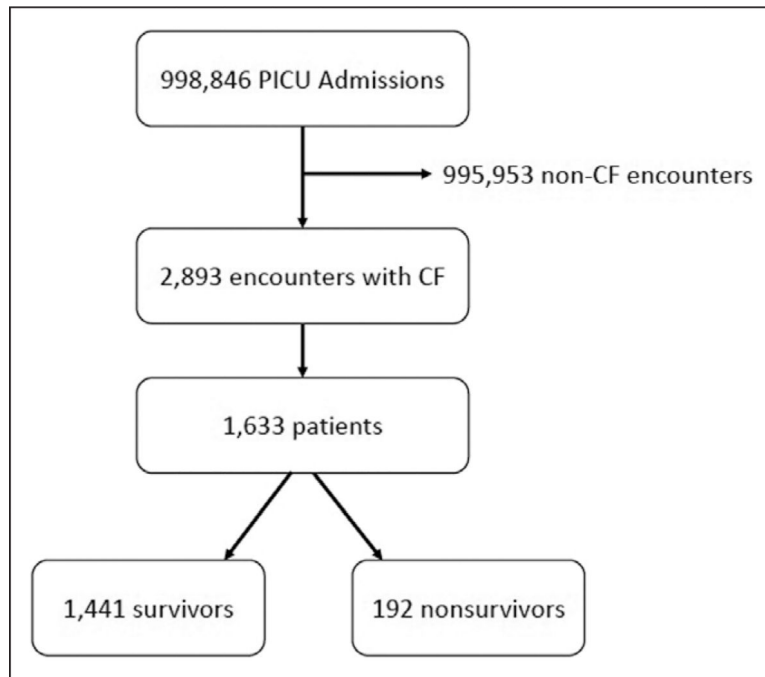 998,846 PICU Admissions
995,953 non-CF encounters
2,893 encounters with CF
1,633 patients
1,441 survivors
192 nonsurvivors